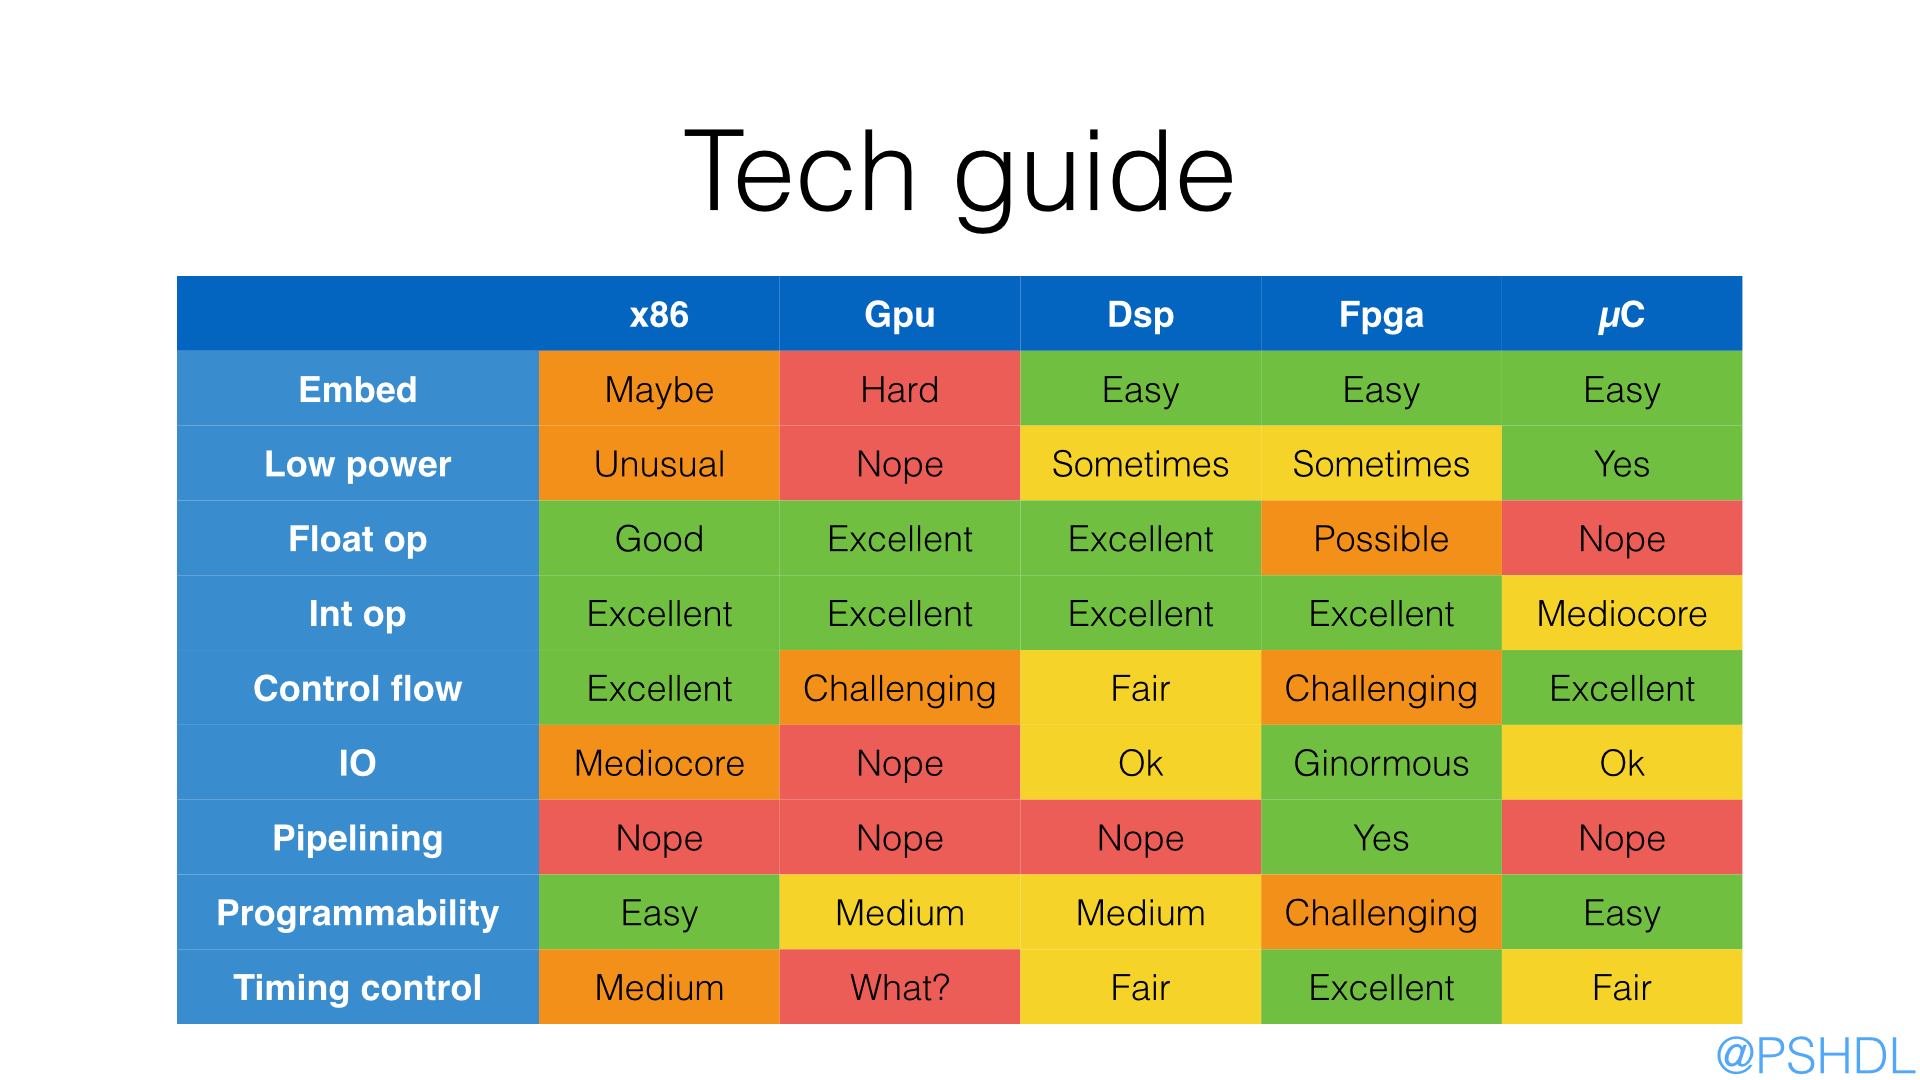 Tech guide
x86 Gpu Dsp Fpga µC
Embed Maybe Hard Easy Easy Easy
Low power Unusual Nope Sometimes Sometimes Yes
Float op Good Excellent Excellent Possible Nope
Int op Excellent Excellent Excellent Excellent Mediocore
Control flow Excellent Challenging Fair Challenging Excellent
IO Mediocore Nope Ok Ginormous Ok
Pipelining Nope Nope Nope Yes Nope
Programmability Easy Medium Medium Challenging Easy
Timing control Medium What? Fair Excellent Fair
@PSHDL